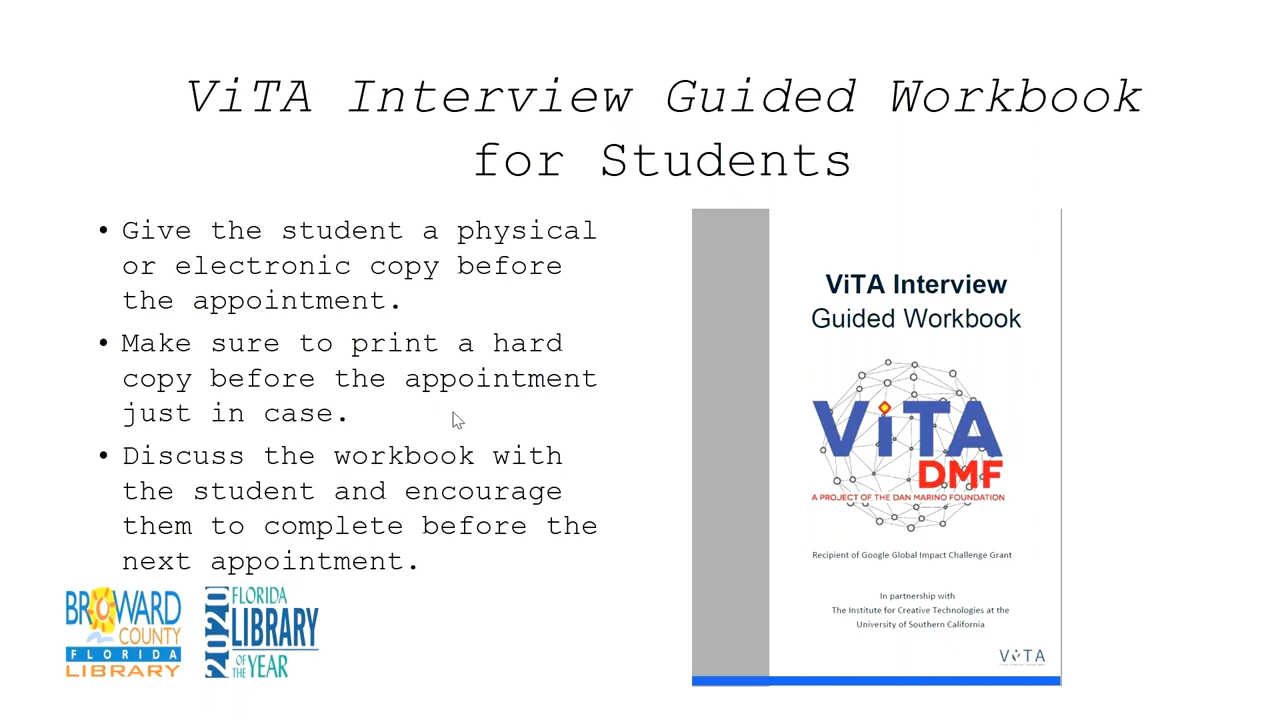 ViTA Interview Guided Workbook
for Students
• Give the student a physical
or electronic copy before
the appointment.
• Make sure to print a hard
copy before the appointment
just in case.
• Discuss the workbook with
the student and encourage
them to complete before the
next appointment.
ViTA Interview
Guided Workbook
ViTA
DMF
A PROJECT OF THE DAN MARINO FOUNDATION
Recipient of Google Global Impact Challenge Grant
In partnership with
The Institute for Creative Technologies at the
University of Southern California
ViTA
BROWARD
COUNTY
FLORIDA
LIBRARY
2020
FLORIDA
LIBRARY
OF THE YEAR